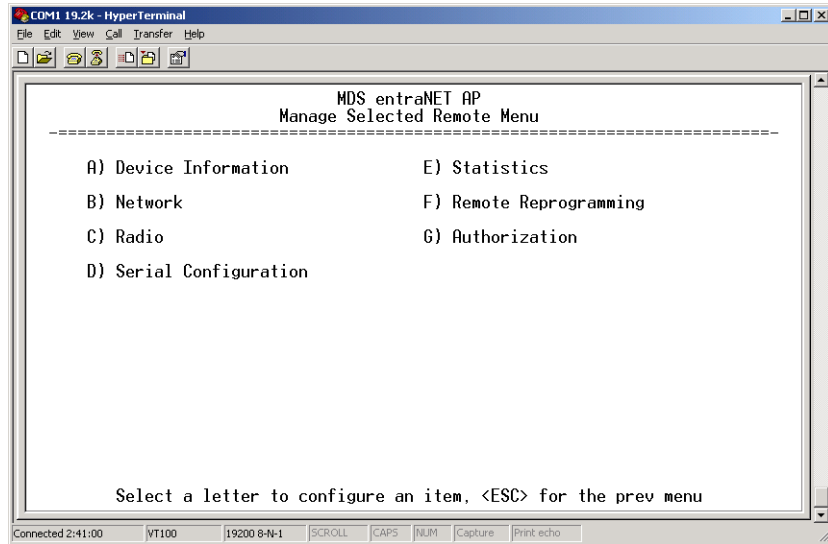 COM1 19.2k - HyperTerminal
File Edit View Call Transfer Help
MDS entraNET AP
Manage Selected Remote Menu
-==========================================================================-
A) Device Information E) Statistics
B) Network F) Remote Reprogramming
C) Radio G) Authorization
D) Serial Configuration
Select a letter to configure an item, <ESC> for the prev menu
Connected 2:41:00 VT100 19200 8-N-1 SCROLL CAPS NUM Capture Print echo